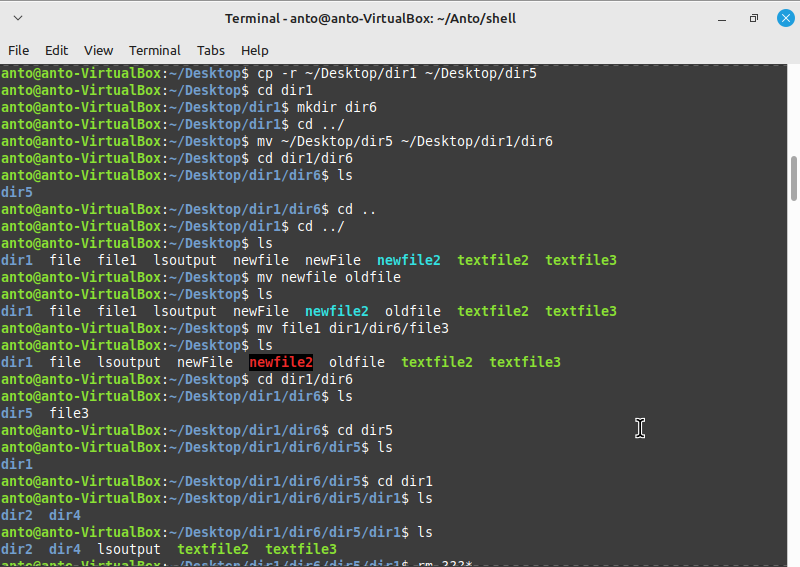 Terminal - anto@anto-VirtualBox: ~/Anto/shell
File Edit View Terminal Tabs Help
anto@anto-VirtualBox:~/Desktop$ cp -r ~/Desktop/dir1 ~/Desktop/dir5
anto@anto-VirtualBox:~/Desktop$ cd dir1
anto@anto-VirtualBox:~/Desktop/dir1$ mkdir dir6
anto@anto-VirtualBox:~/Desktop/dir1$ cd ../
anto@anto-VirtualBox:~/Desktop$ mv ~/Desktop/dir5 ~/Desktop/dir1/dir6
anto@anto-VirtualBox:~/Desktop$ cd dir1/dir6
anto@anto-VirtualBox:~/Desktop/dir1/dir6$ ls
dir5
anto@anto-VirtualBox:~/Desktop/dir1/dir6$ cd ..
anto@anto-VirtualBox:~/Desktop/dir1$ cd ../
anto@anto-VirtualBox:~/Desktop$ ls
dir1  file  file1  lsoutput  newfile  newFile  newfile2  textfile2  textfile3
anto@anto-VirtualBox:~/Desktop$ mv newfile oldfile
anto@anto-VirtualBox:~/Desktop$ ls
dir1  file  file1  lsoutput  newFile  newfile2  oldfile  textfile2  textfile3
anto@anto-VirtualBox:~/Desktop$ mv file1 dir1/dir6/file3
anto@anto-VirtualBox:~/Desktop$ ls
dir1  file  lsoutput  newFile  newfile2  oldfile  textfile2  textfile3
anto@anto-VirtualBox:~/Desktop$ cd dir1/dir6
anto@anto-VirtualBox:~/Desktop/dir1/dir6$ ls
dir5  file3
anto@anto-VirtualBox:~/Desktop/dir1/dir6$ cd dir5
anto@anto-VirtualBox:~/Desktop/dir1/dir6/dir5$ ls
dir1
anto@anto-VirtualBox:~/Desktop/dir1/dir6/dir5$ cd dir1
anto@anto-VirtualBox:~/Desktop/dir1/dir6/dir5/dir1$ ls
dir2  dir4
anto@anto-VirtualBox:~/Desktop/dir1/dir6/dir5/dir1$ ls
dir2  dir4  lsoutput  textfile2  textfile3
anto@anto-VirtualBox:~/Desktop/dir1/dir6/dir5/dir1$ rm ???*